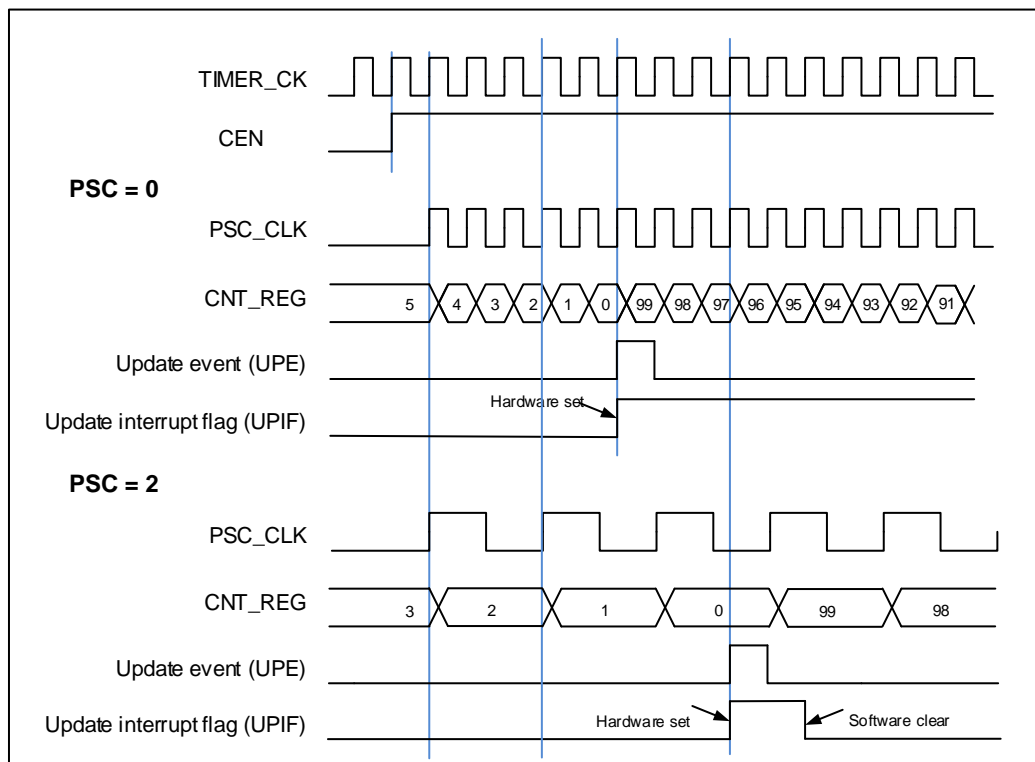 TIMER_CK
CEN
PSC = 0
PSC_CLK
CNT_REG 5 4 3 2 1 0 99 98 97 96 95 94 93 92 91
Update event (UPE)
Hardware set
Update interrupt flag (UPIF)
PSC = 2
PSC_CLK
CNT_REG 3 2 1 0 99 98
Update event (UPE)
Update interrupt flag (UPIF) Hardware set Software clear